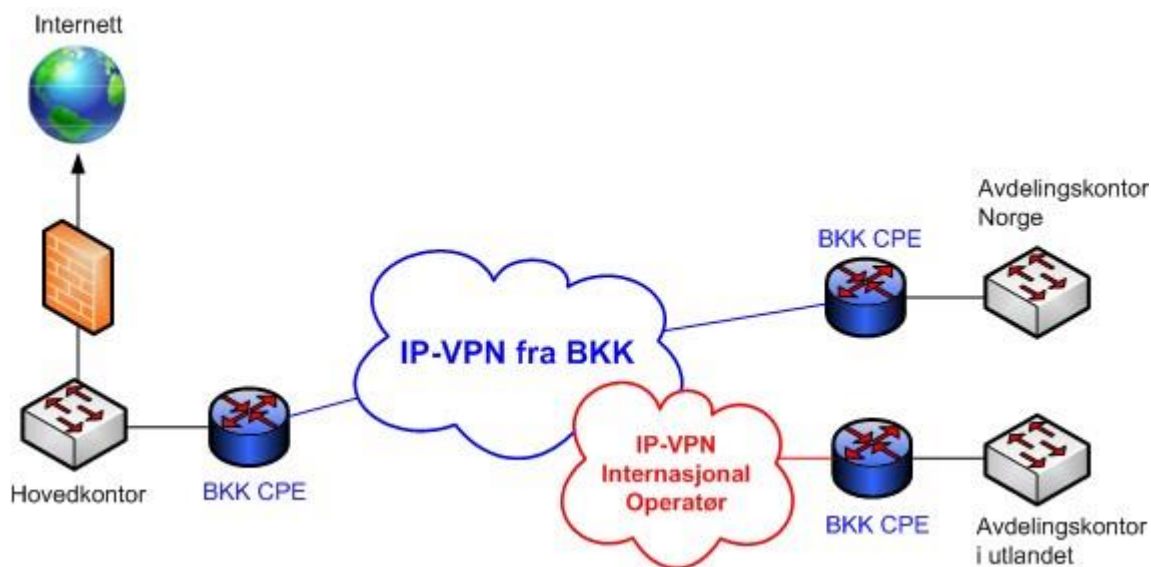 Internett
Avdelingskontor
Norge
BKK CPE
IP-VPN fra BKK
IP-VPN
Internasjonal
Operatør
Hovedkontor
BKK CPE
BKK CPE
Avdelingskontor
i utlandet